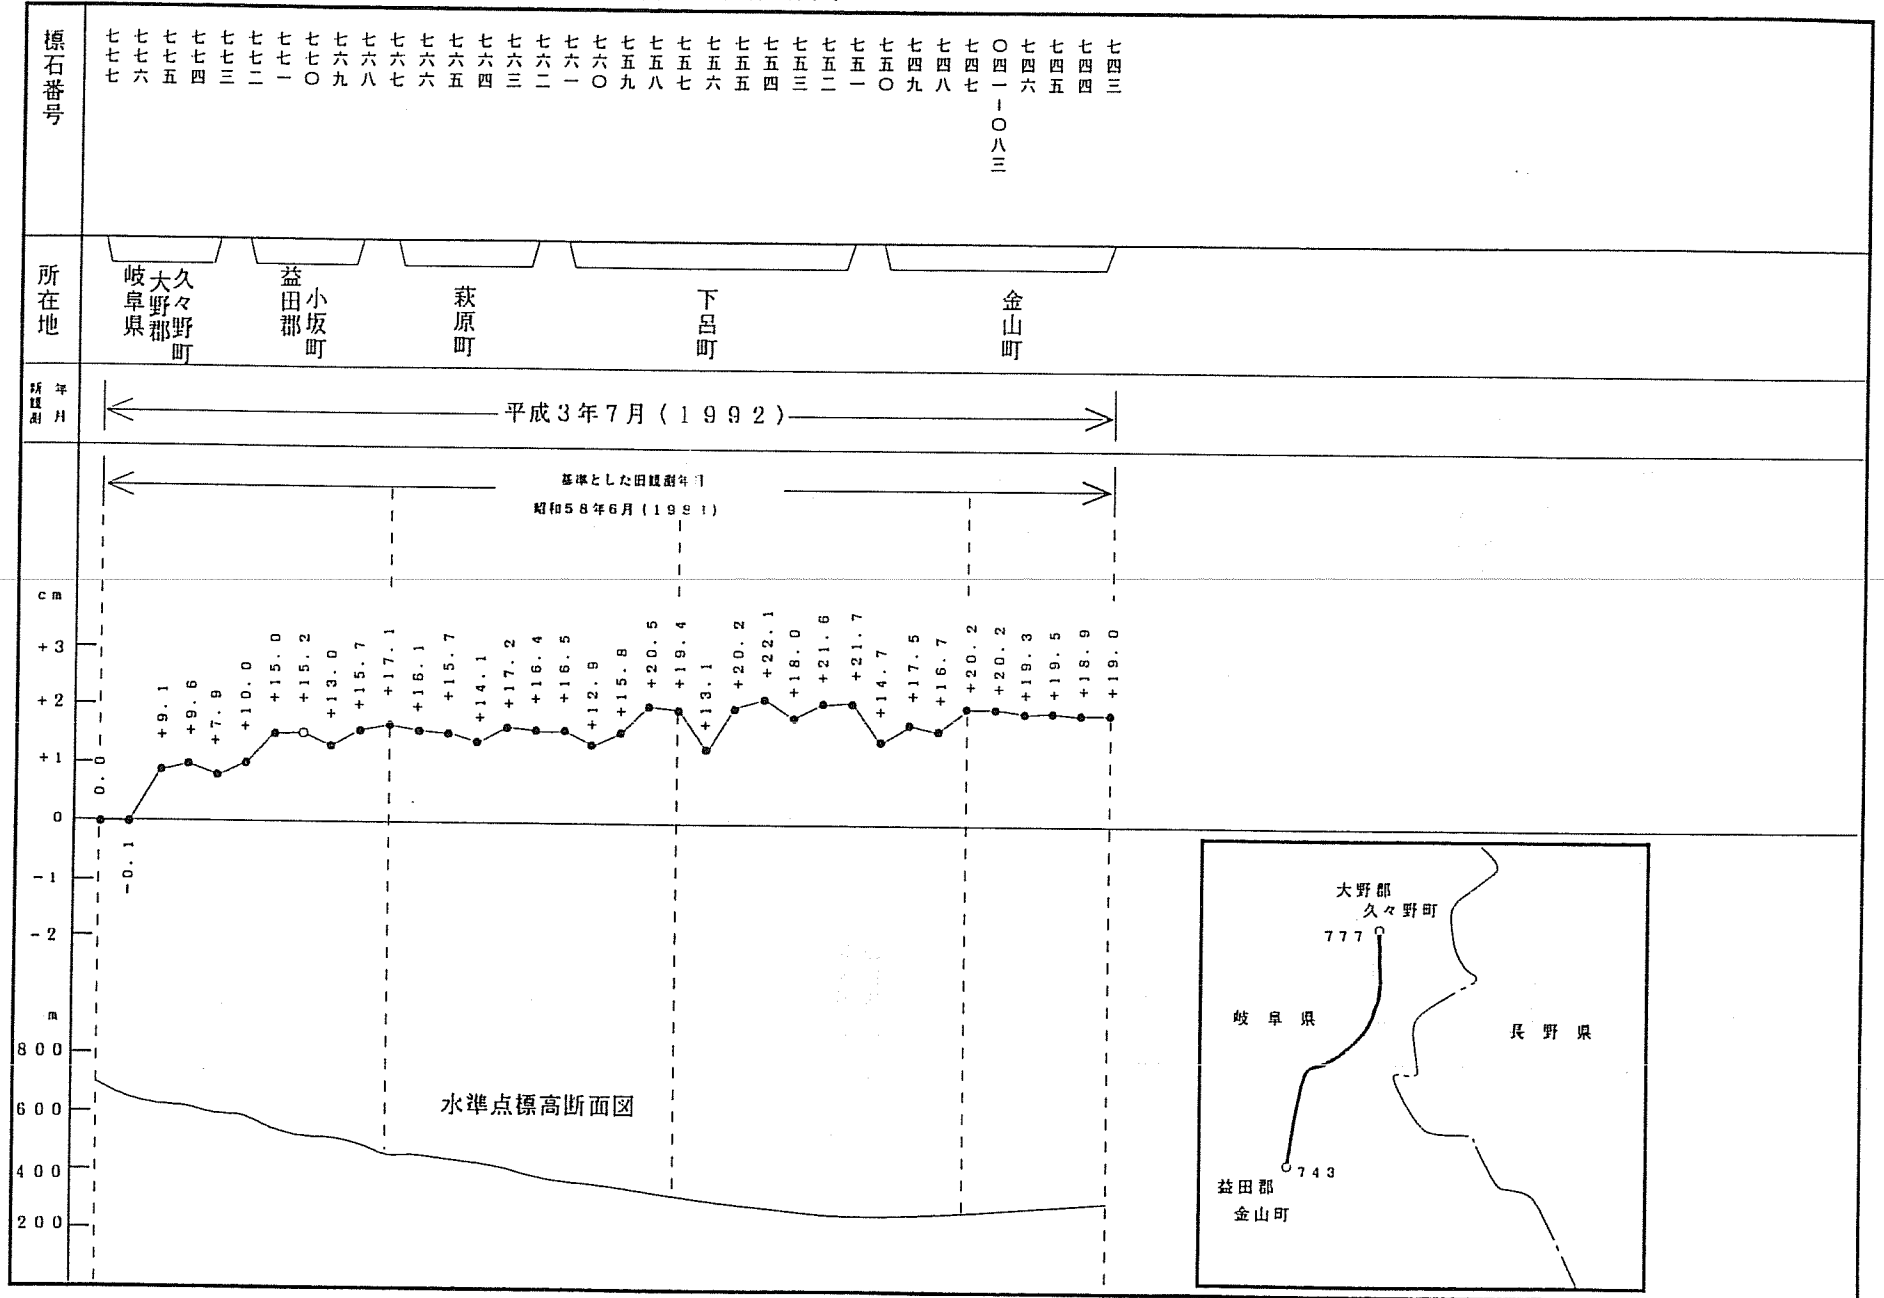 標石番号
七七七
七七六
七七五
七七四
七七三
七七二
七七一
七七〇
七六九
七六八
七六七
七六六
七六五
七六四
七六三
七六二
七六一
七六〇
七五九
七五八
七五七
七五六
七五五
七五四
七五三
七五二
七五一
七五〇
七四九
七四八
七四七
〇四一-〇八三
七四六
七四五
七四四
七四三
所在地
岐阜県
大野郡
久々野町
益田郡
小坂町
萩原町
下呂町
金山町
新観測
年月
平成3年7月(1992)
基準とした旧観測年月
昭和58年6月
cm
+3
+2
+1
0
-1
-2
0.0
-0.1
+9.1
+9.6
+7.9
+10.0
+15.0
+15.2
+13.0
+15.7
+17.1
+16.1
+15.7
+14.1
+17.2
+16.4
+16.5
+12.9
+15.8
+20.5
+19.4
+13.1
+20.2
+22.1
+18.0
+21.6
+21.7
+14.7
+17.5
+16.7
+20.2
+20.2
+19.3
+19.5
+18.9
+19.0
m
800
600
400
200
水準点標高断面図
大野郡
久々野町
777
岐阜県
長野県
743
益田郡
金山町